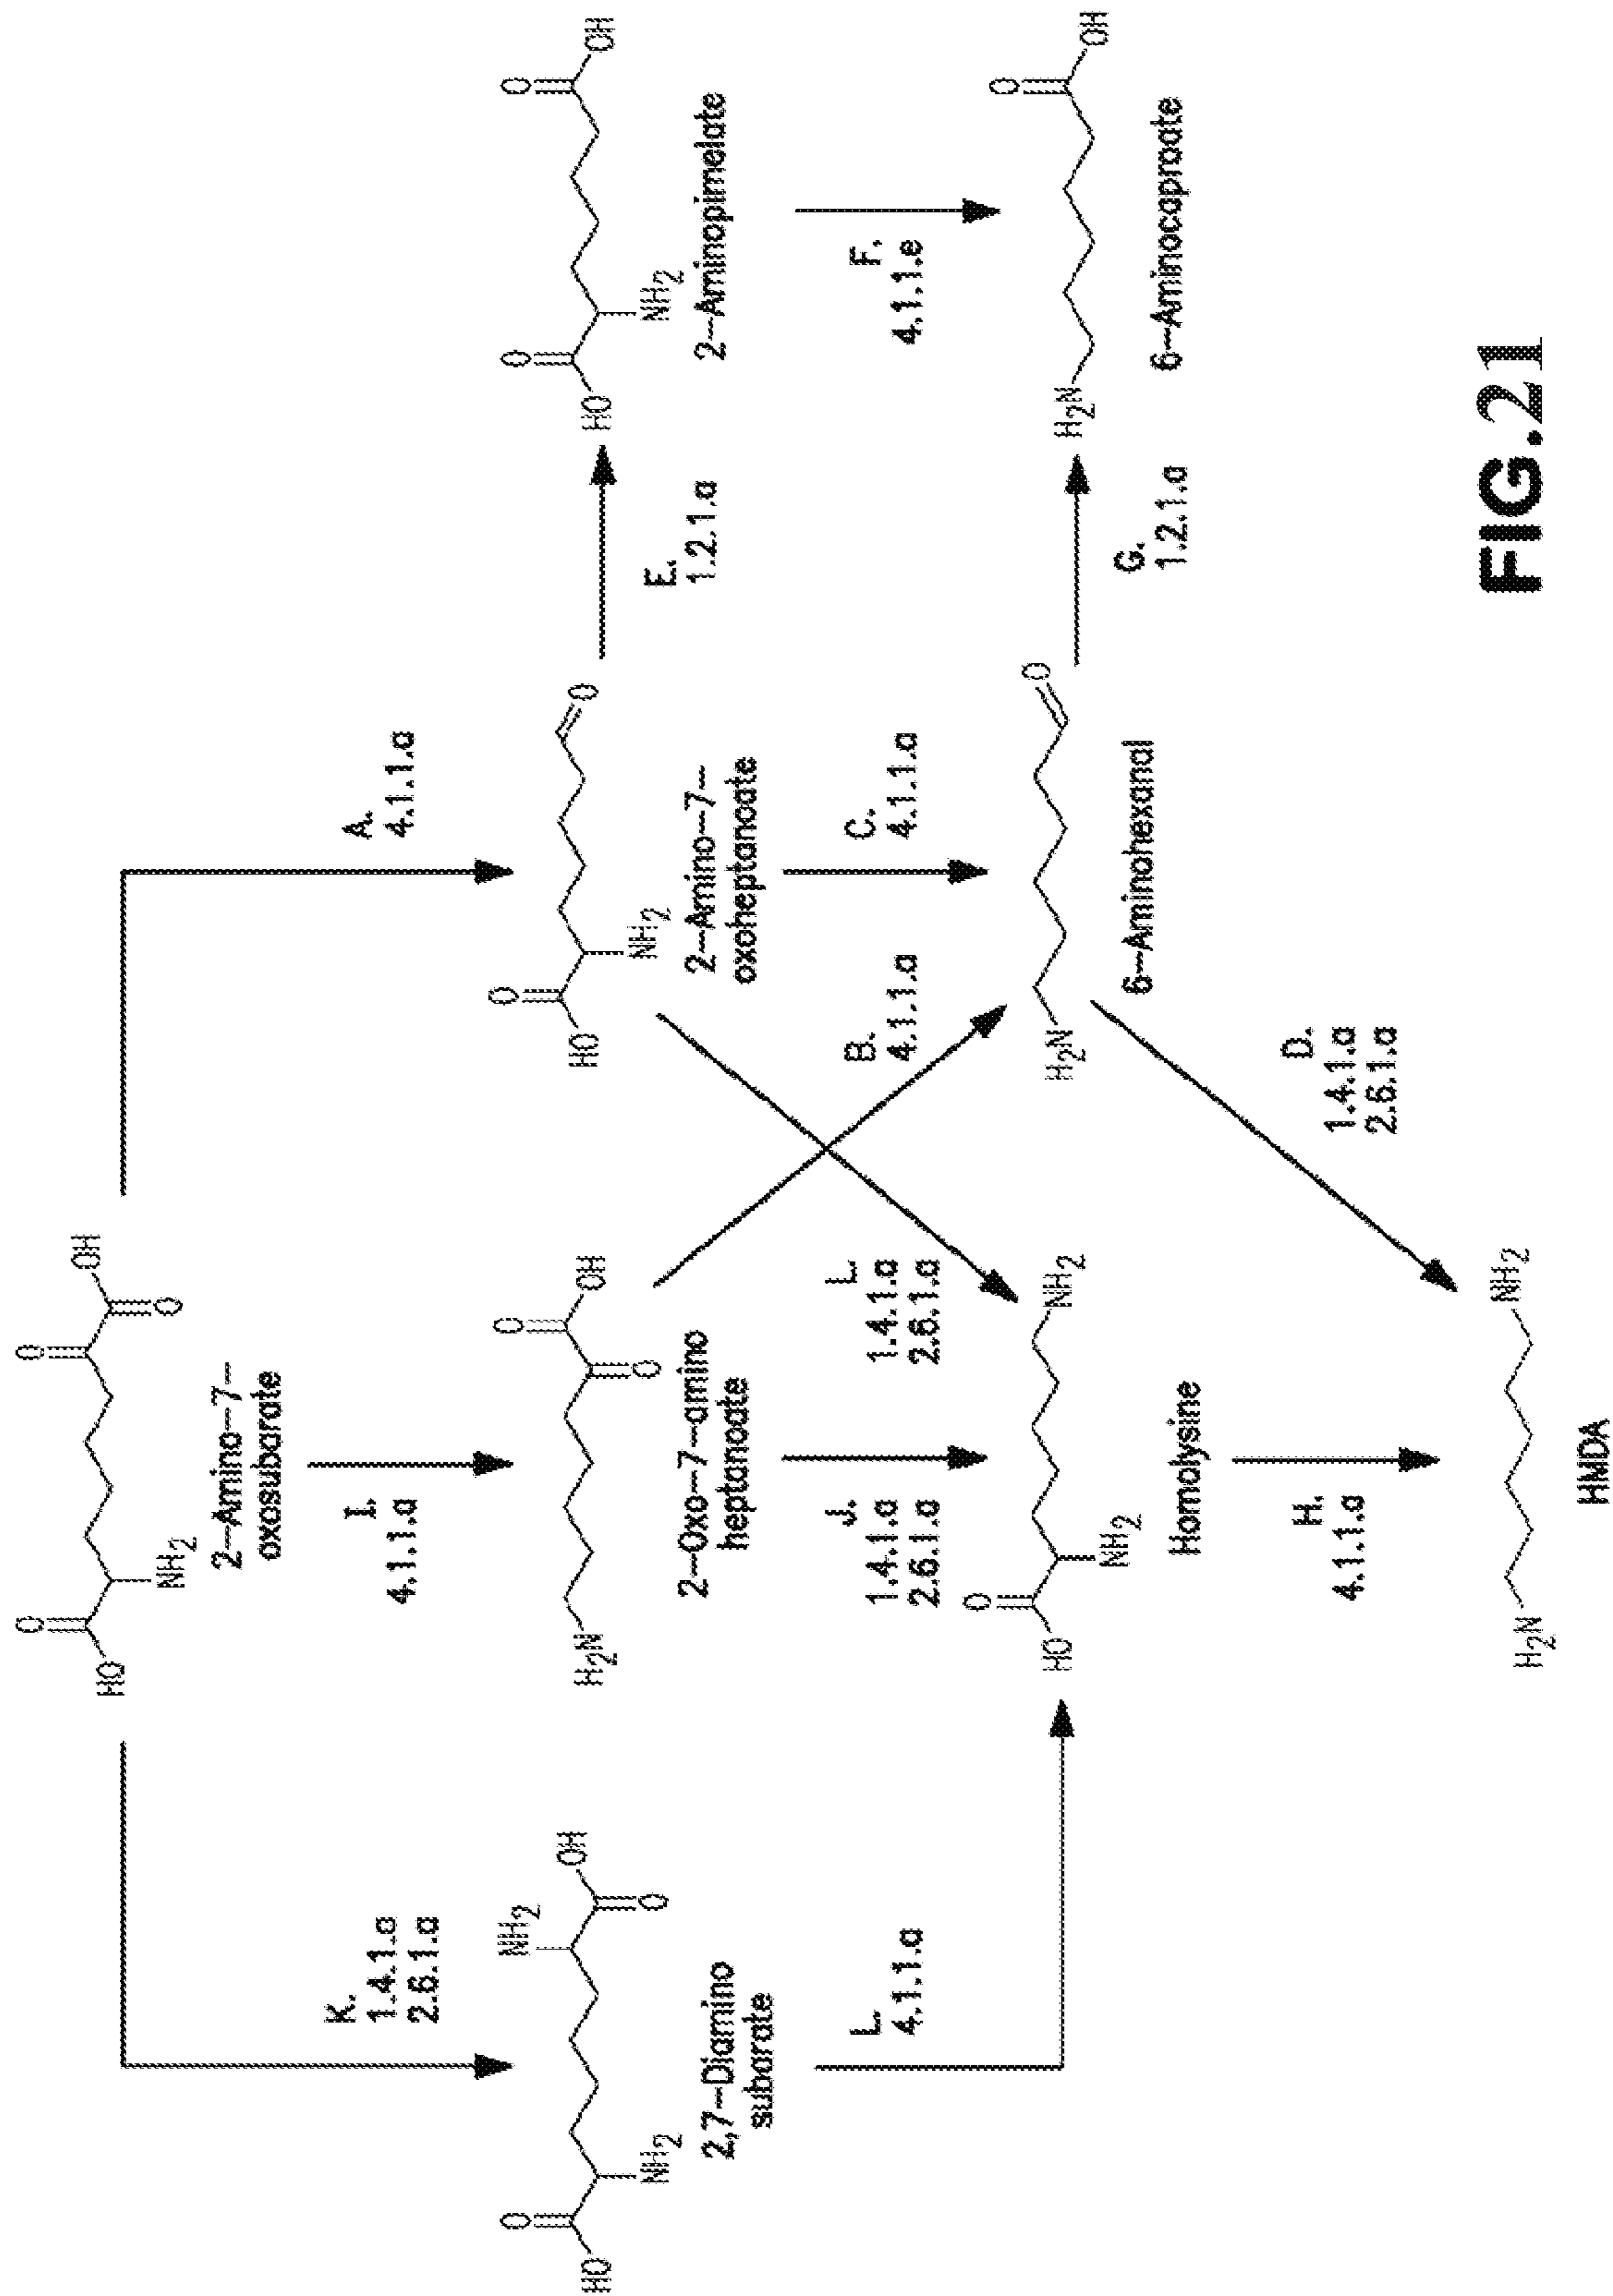 HO
O
NH2
O
O
OH
2-Amino-7-
oxosubarate
K.
1.4.1.a
2.6.1.a
I.
4.1.1.a
A.
4.1.1.a
HO
O
NH2
NH2
O
OH
2,7-Diamino
subarate
H2N
O
O
OH
2-Oxo-7-amino
heptanoate
HO
O
NH2
O
2-Amino-7-
oxoheptanoate
E.
1.2.1.a
HO
O
NH2
O
OH
2-Aminopimelate
L.
4.1.1.a
J.
1.4.1.a
2.6.1.a
L.
1.4.1.a
2.6.1.a
B.
4.1.1.a
C.
4.1.1.a
F.
4.1.1.e
HO
O
NH2
NH2
Homolysine
H2N
O
6-Aminohexanal
G.
1.2.1.a
H2N
O
OH
6-Aminocaproate
H.
4.1.1.a
D.
1.4.1.a
2.6.1.a
H2N
NH2
HMDA
FIG.21